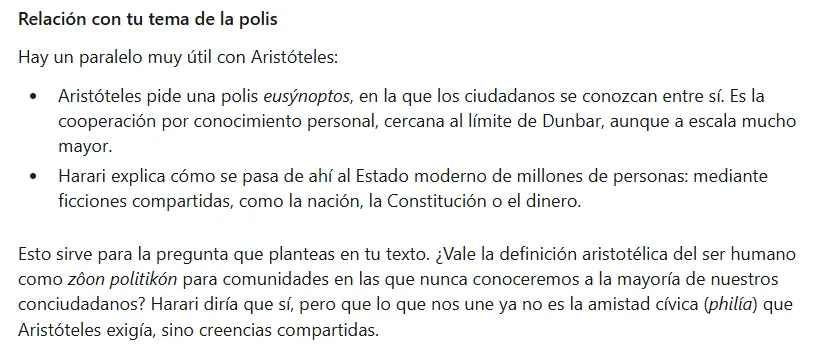 Relación con tu tema de la polis
Hay un paralelo muy útil con Aristóteles:
• Aristóteles pide una polis eusýnoptos, en la que los ciudadanos se conozcan entre sí. Es la
cooperación por conocimiento personal, cercana al límite de Dunbar, aunque a escala mucho
mayor.
• Harari explica cómo se pasa de ahí al Estado moderno de millones de personas: mediante
ficciones compartidas, como la nación, la Constitución o el dinero.
Esto sirve para la pregunta que planteas en tu texto. ¿Vale la definición aristotélica del ser humano
como zôon politikón para comunidades en las que nunca conoceremos a la mayoría de nuestros
conciudadanos? Harari diría que sí, pero que lo que nos une ya no es la amistad cívica (philía) que
Aristóteles exigía, sino creencias compartidas.